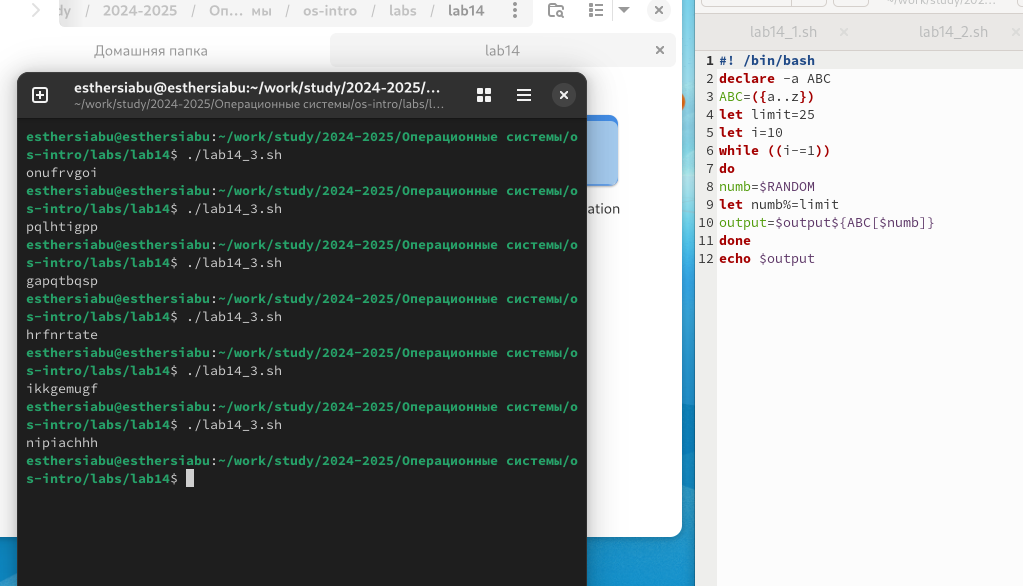 dy / 2024-2025 / Оп… мы / os-intro / labs / lab14
Домашняя папка
lab14
esthersiabu@esthersiabu:~/work/study/2024-2025/…
~/work/study/2024-2025/Операционные системы/os-intro/labs/l…
esthersiabu@esthersiabu:~/work/study/2024-2025/Операционные системы/o
s-intro/labs/lab14$ ./lab14_3.sh
onufrvgoi
esthersiabu@esthersiabu:~/work/study/2024-2025/Операционные системы/o
s-intro/labs/lab14$ ./lab14_3.sh
pqlhtigpp
esthersiabu@esthersiabu:~/work/study/2024-2025/Операционные системы/o
s-intro/labs/lab14$ ./lab14_3.sh
gapqtbqsp
esthersiabu@esthersiabu:~/work/study/2024-2025/Операционные системы/o
s-intro/labs/lab14$ ./lab14_3.sh
hrfnrtate
esthersiabu@esthersiabu:~/work/study/2024-2025/Операционные системы/o
s-intro/labs/lab14$ ./lab14_3.sh
ikkgemugf
esthersiabu@esthersiabu:~/work/study/2024-2025/Операционные системы/o
s-intro/labs/lab14$ ./lab14_3.sh
nipiachhh
esthersiabu@esthersiabu:~/work/study/2024-2025/Операционные системы/o
s-intro/labs/lab14$
ation
lab14_1.sh
lab14_2.sh
1 #! /bin/bash
2 declare -a ABC
3 ABC=({a..z})
4 let limit=25
5 let i=10
6 while ((i-=1))
7 do
8 numb=$RANDOM
9 let numb%=limit
10 output=$output${ABC[$numb]}
11 done
12 echo $output